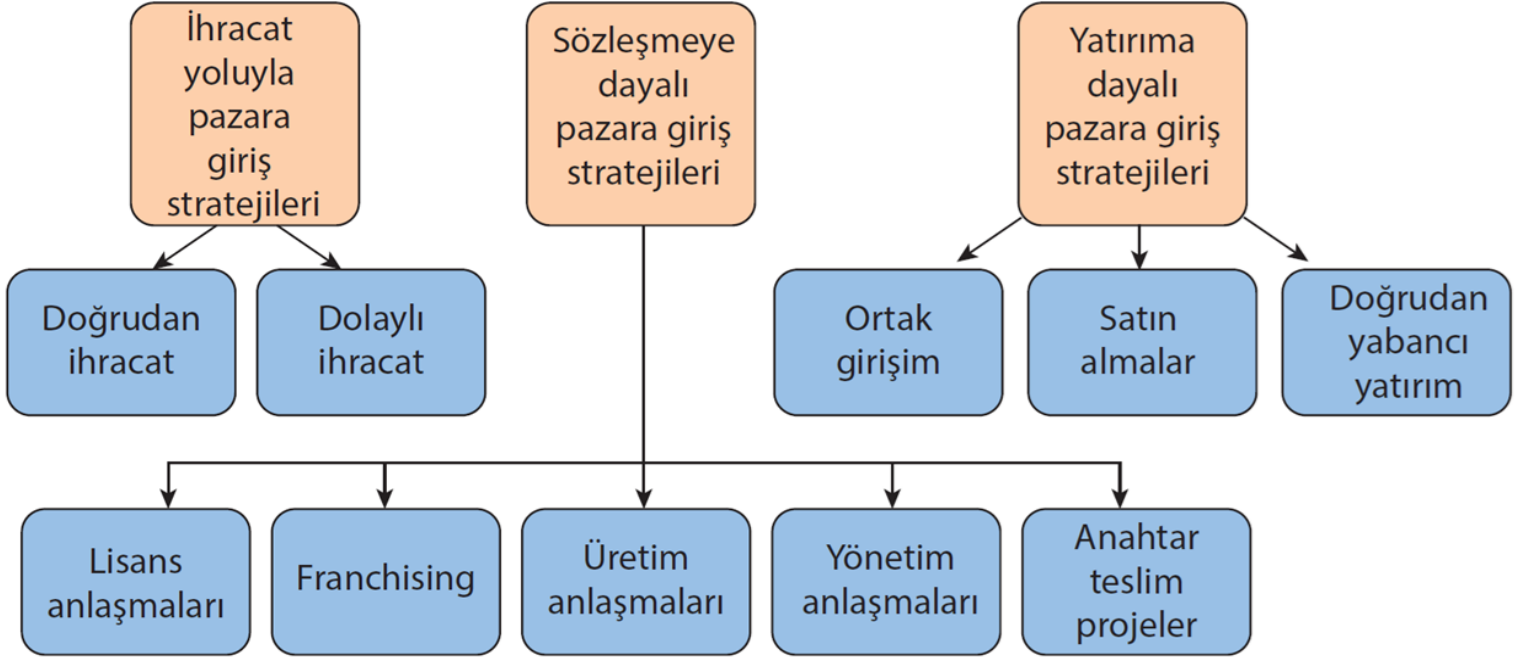 İhracat
yoluyla
pazara
giriş
stratejileri
Sözleşmeye
dayalı
pazara giriş
stratejileri
Yatırıma
dayalı
pazara giriş
stratejileri
Doğrudan
ihracat
Dolaylı
ihracat
Ortak
girişim
Satın
almalar
Doğrudan
yabancı
yatırım
Lisans
anlaşmaları
Franchising
Üretim
anlaşmaları
Yönetim
anlaşmaları
Anahtar
teslim
projeler